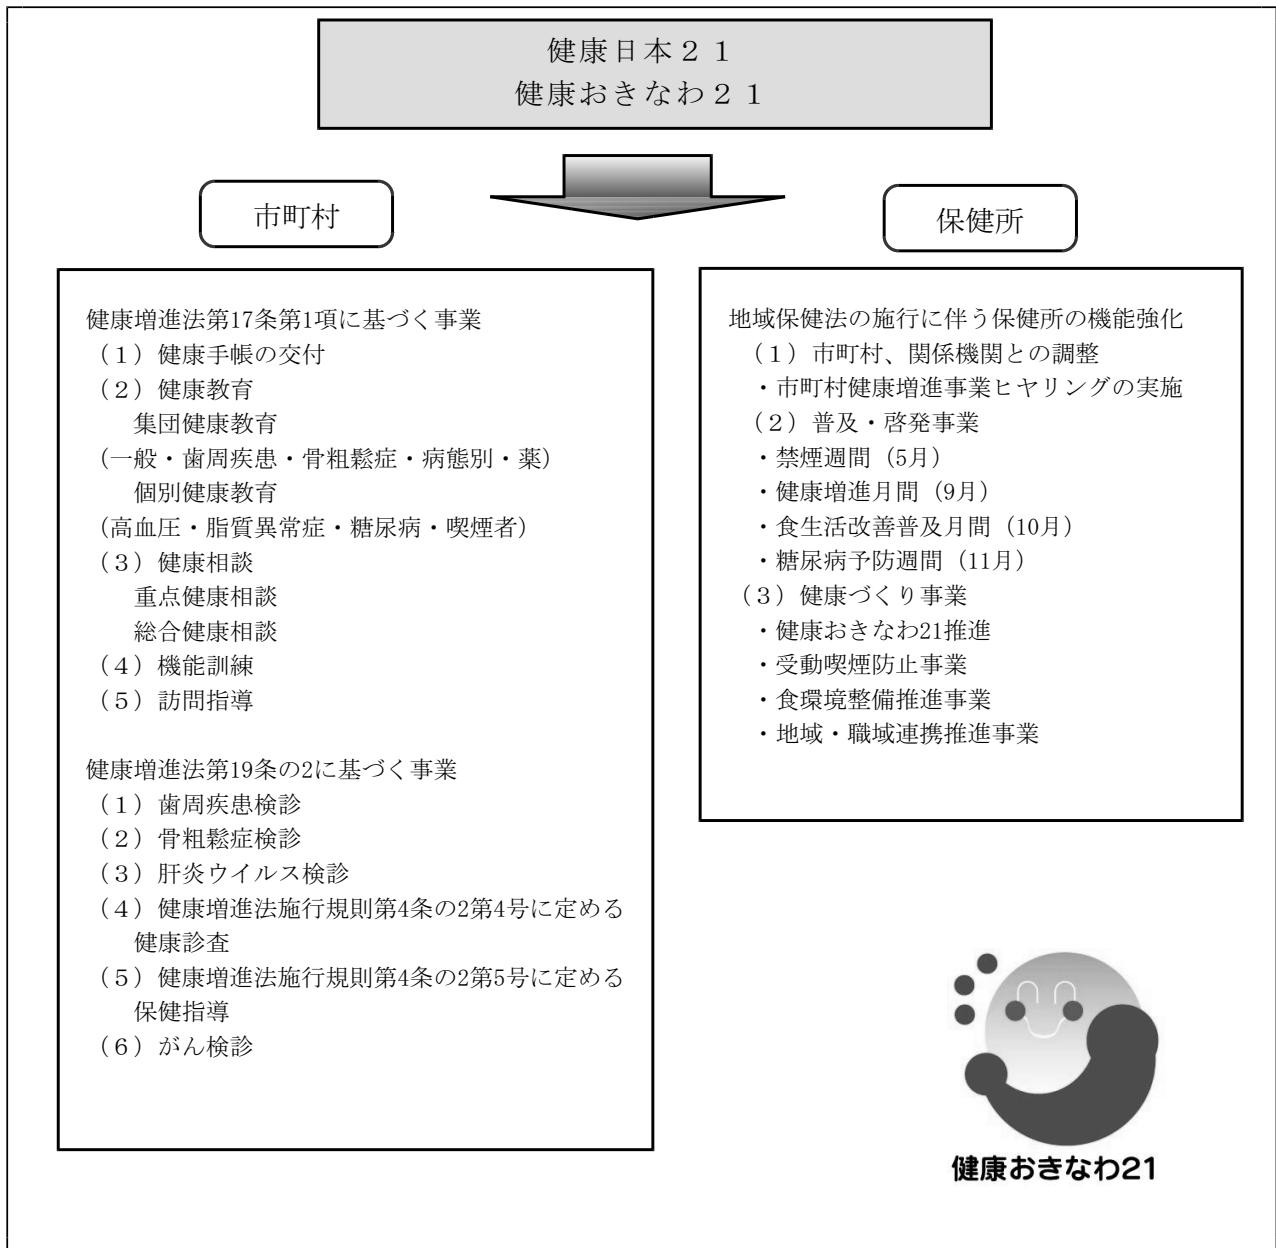 健康日本２１
健康おきなわ２１
市町村
健康増進法第17条第1項に基づく事業
（１）健康手帳の交付
（２）健康教育
集団健康教育
(一般・歯周疾患・骨粗鬆症・病態別・薬)
個別健康教育
(高血圧・脂質異常症・糖尿病・喫煙者)
（３）健康相談
重点健康相談
総合健康相談
（４）機能訓練
（５）訪問指導
健康増進法第19条の2に基づく事業
（１）歯周疾患検診
（２）骨粗鬆症検診
（３）肝炎ウイルス検診
（４）健康増進法施行規則第4条の2第4号に定める
健康診査
（５）健康増進法施行規則第4条の2第5号に定める
保健指導
（６）がん検診
保健所
地域保健法の施行に伴う保健所の機能強化
（１）市町村、関係機関との調整
・市町村健康増進事業ヒヤリングの実施
（２）普及・啓発事業
・禁煙週間（5月）
・健康増進月間（9月）
・食生活改善普及月間（10月）
・糖尿病予防週間（11月）
（３）健康づくり事業
・健康おきなわ21推進
・受動喫煙防止事業
・食環境整備推進事業
・地域・職域連携推進事業
健康おきなわ21